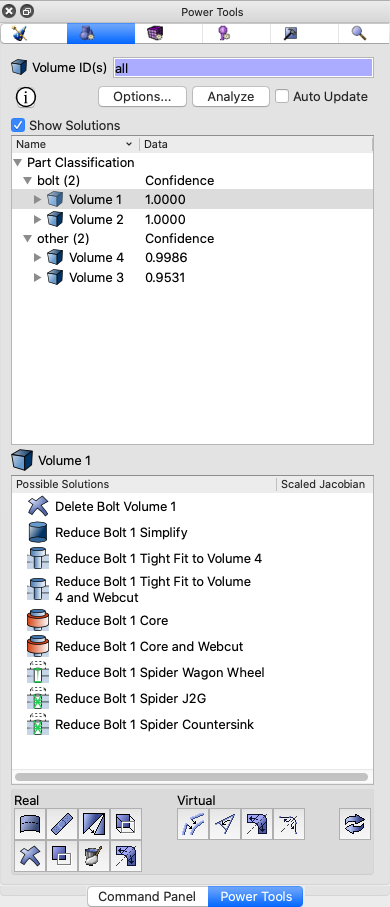 Power Tools
Volume ID(s) all
Options... Analyze Auto Update
Show Solutions
Name Data
Part Classification
bolt (2) Confidence
Volume 1 1.0000
Volume 2 1.0000
other (2) Confidence
Volume 4 0.9986
Volume 3 0.9531
Volume 1
Possible Solutions Scaled Jacobian
Delete Bolt Volume 1
Reduce Bolt 1 Simplify
Reduce Bolt 1 Tight Fit to Volume 4
Reduce Bolt 1 Tight Fit to Volume
4 and Webcut
Reduce Bolt 1 Core
Reduce Bolt 1 Core and Webcut
Reduce Bolt 1 Spider Wagon Wheel
Reduce Bolt 1 Spider J2G
Reduce Bolt 1 Spider Countersink
Real Virtual
Command Panel Power Tools